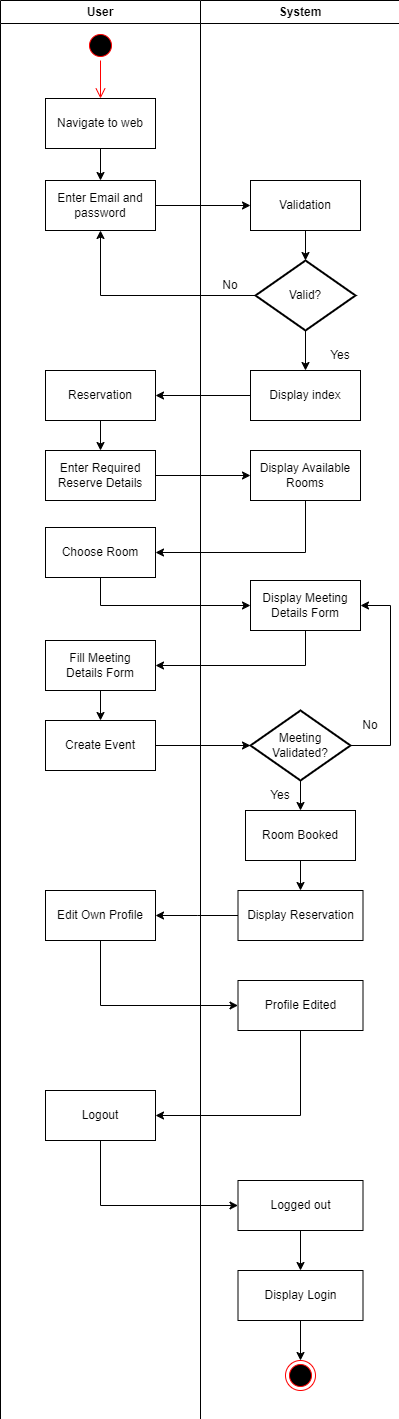 User
System
Navigate to web
Enter Email and
password
Validation
No
Valid?
Yes
Reservation
Display index
Enter Required
Reserve Details
Display Available
Rooms
Choose Room
Display Meeting
Details Form
Fill Meeting
Details Form
Create Event
Meeting
Validated?
No
Yes
Room Booked
Edit Own Profile
Display Reservation
Profile Edited
Logout
Logged out
Display Login